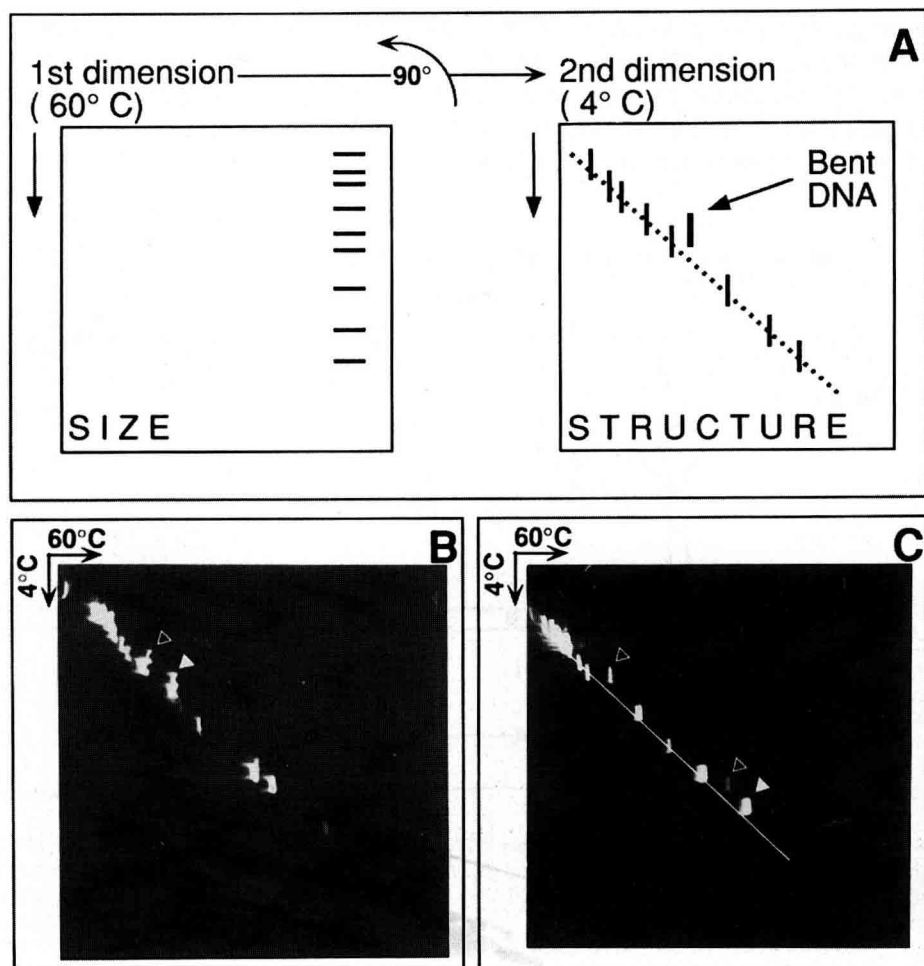 A
1st dimension
90°
2nd dimension
( 60° C)
( 4° C)
Bent
DNA
SIZE
STRUCTURE
60°C
B
4°C
60°C
C
4°C